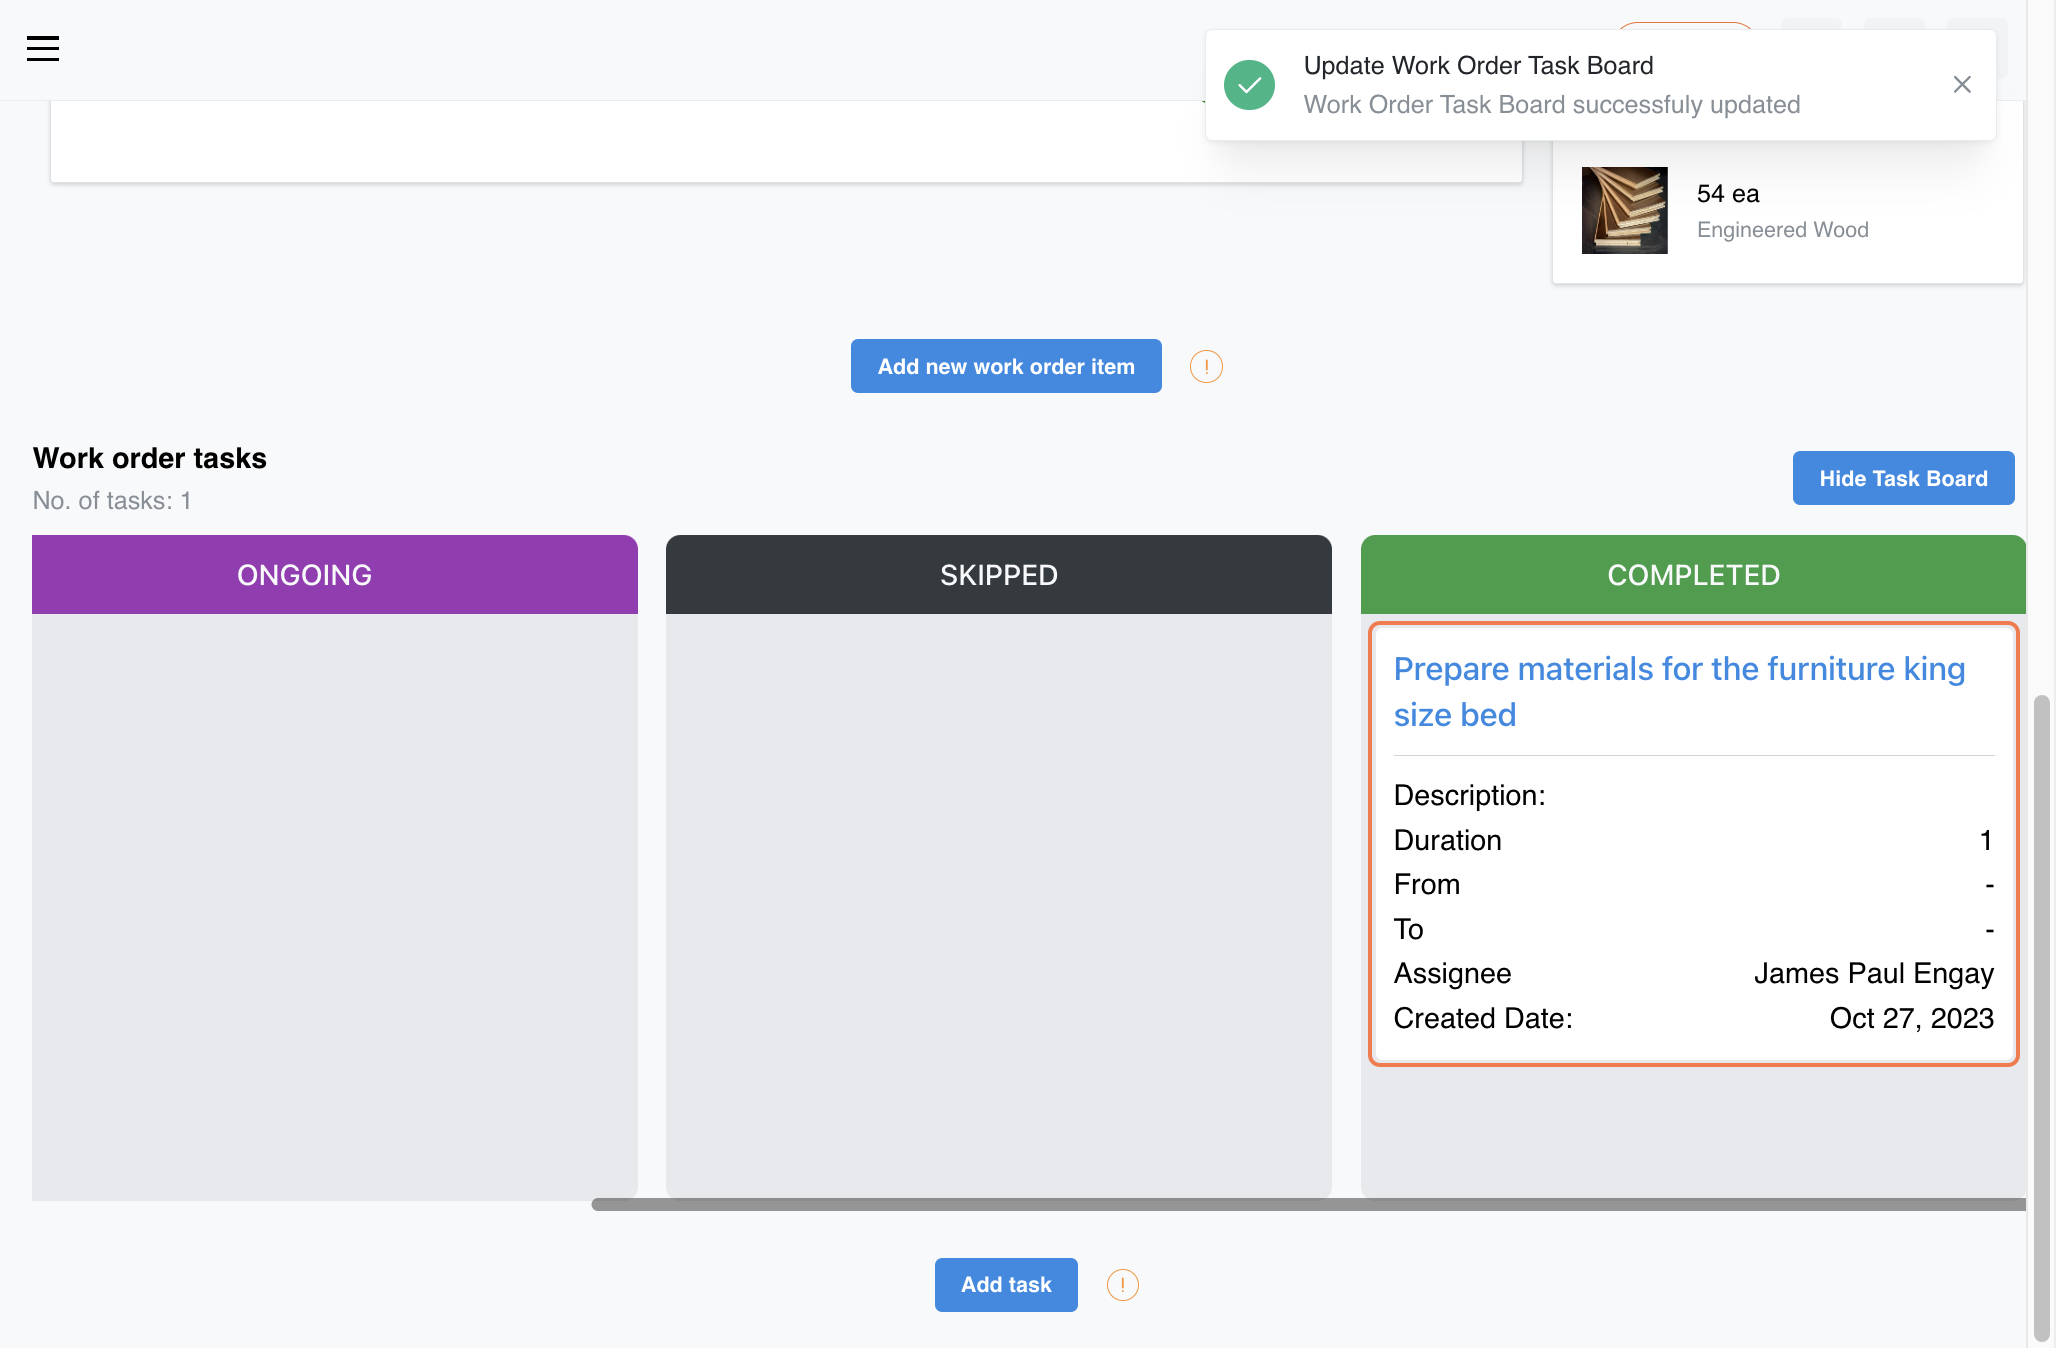 Update Work Order Task Board
Work Order Task Board successfuly updated
54 ea
Engineered Wood
Add new work order item
!
Work order tasks
No. of tasks: 1
Hide Task Board
ONGOING
SKIPPED
COMPLETED
Prepare materials for the furniture king
size bed
Description:
Duration 1
From -
To -
Assignee James Paul Engay
Created Date: Oct 27, 2023
Add task
!